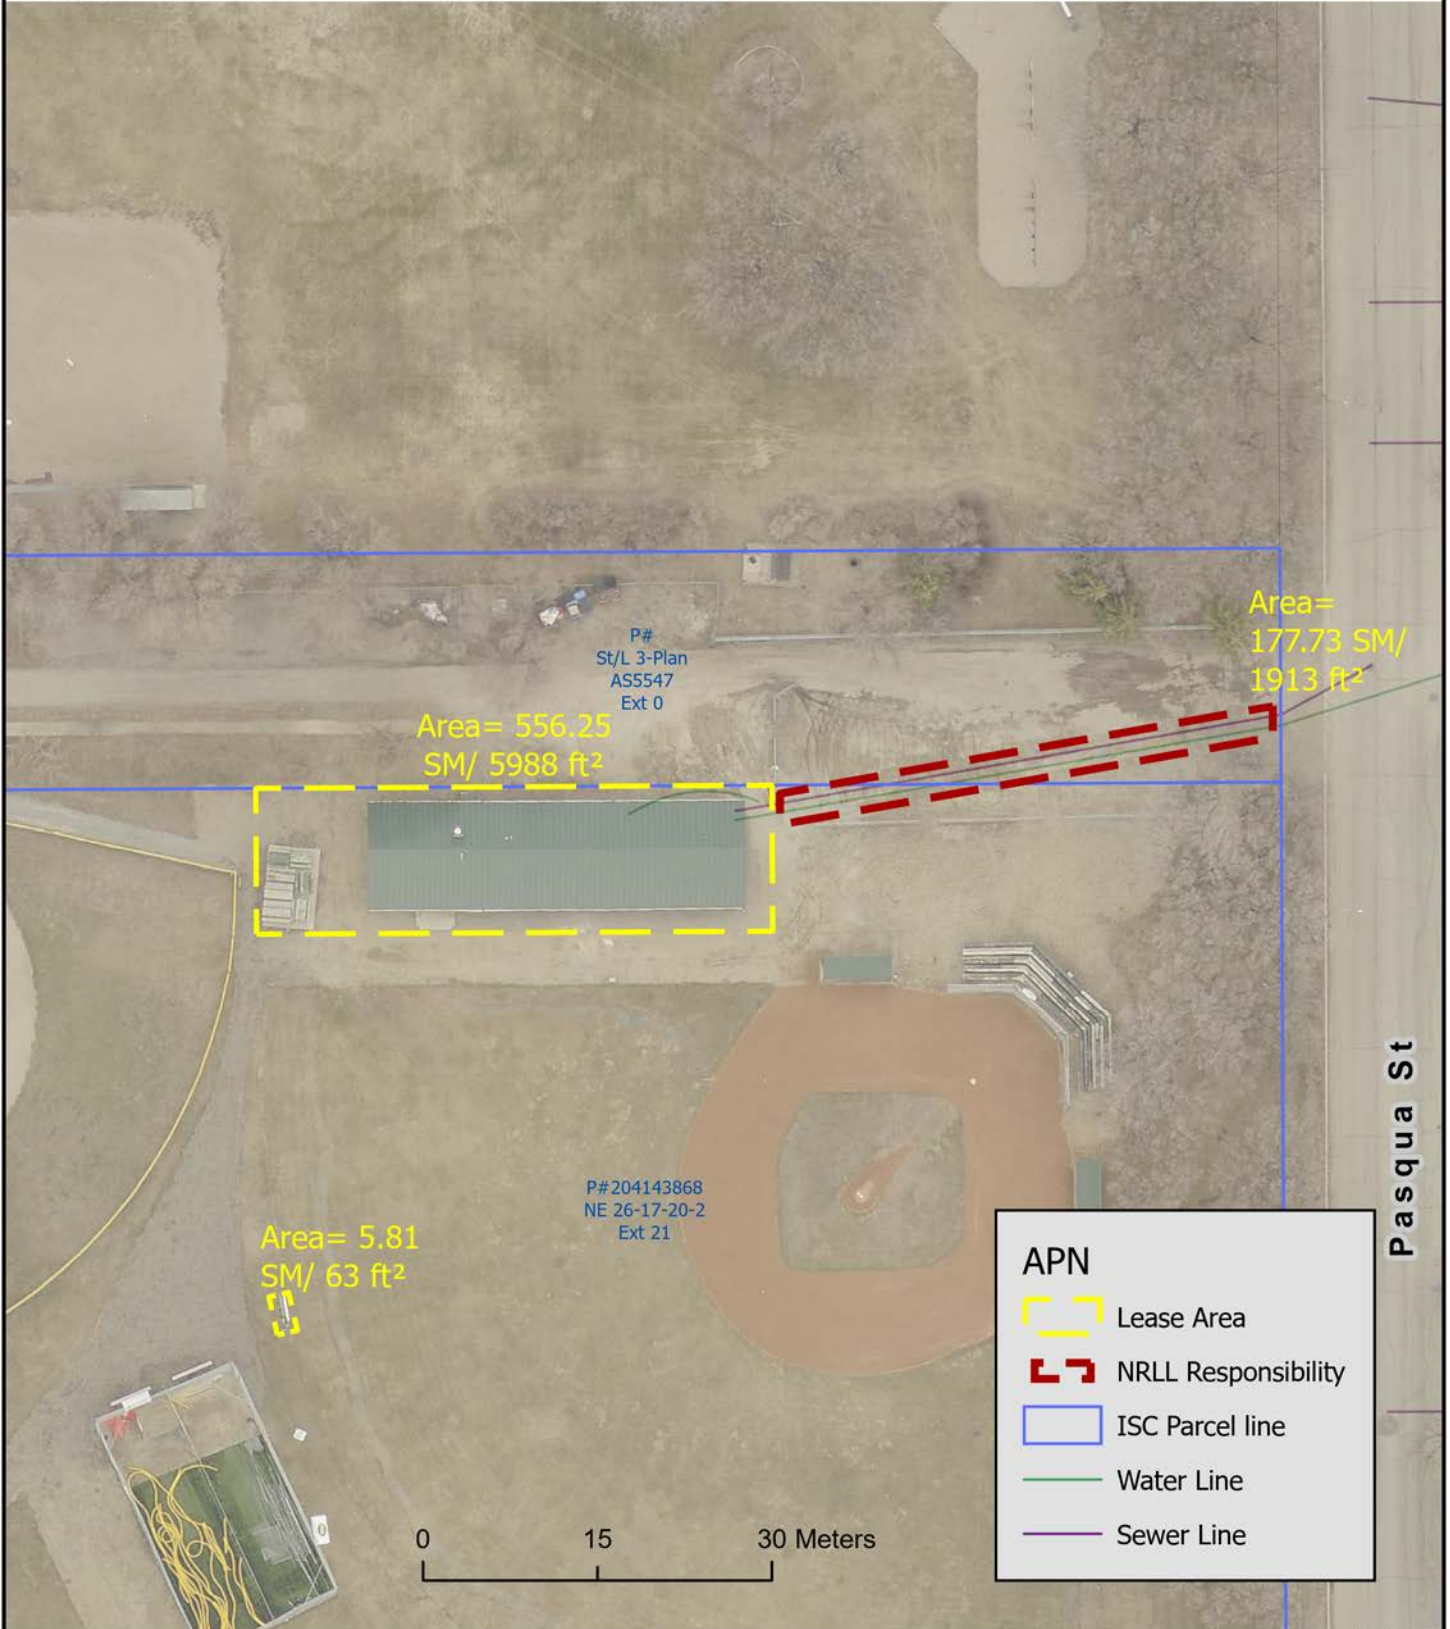 Area=
177.73 SM/
1913 ft²
P#
St/L 3-Plan
AS5547
Ext 0
Area= 556.25
SM/ 5988 ft²
Pasqua St
P#204143868
NE 26-17-20-2
Ext 21
Area= 5.81
SM/ 63 ft²
APN
Lease Area
NRLL Responsibility
ISC Parcel line
Water Line
Sewer Line
0 15 30 Meters